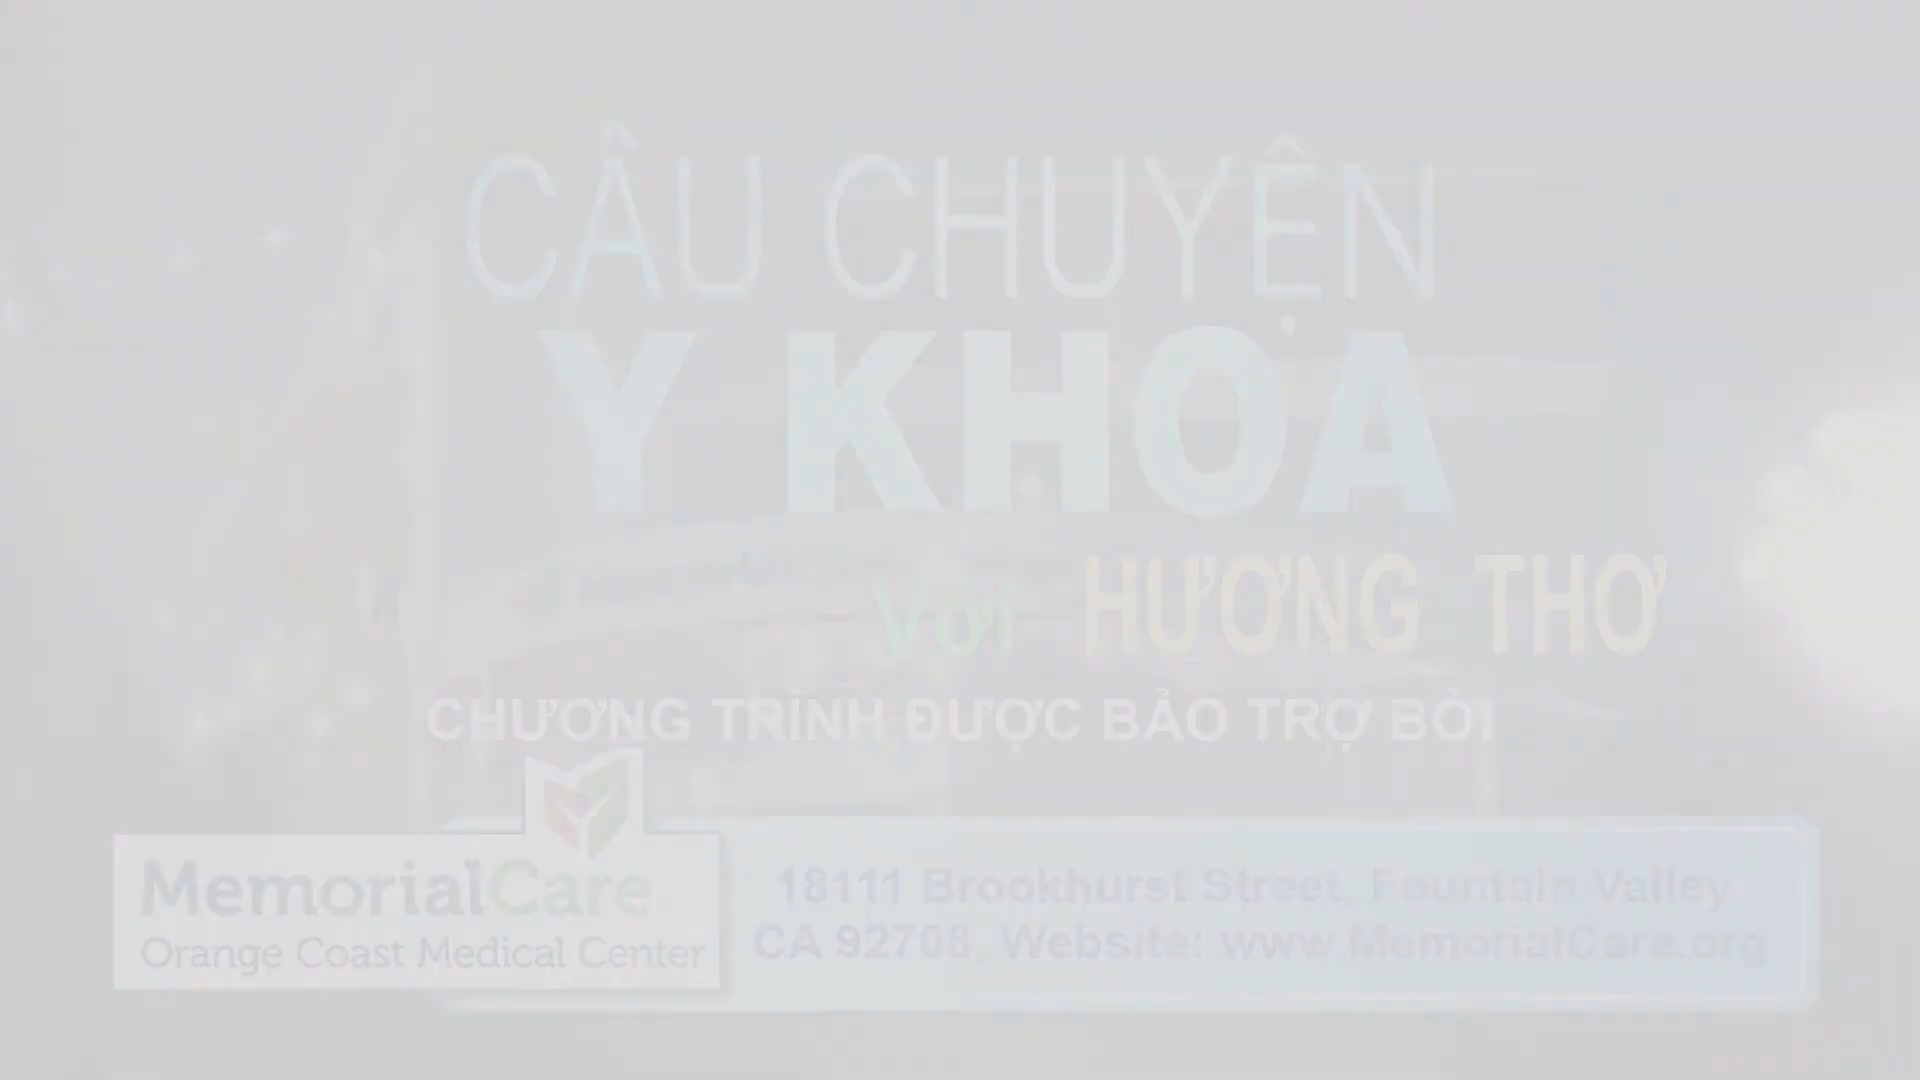 CÂU CHUYỆN
Y KHOA
Với HƯƠNG THƠ
CHƯƠNG TRÌNH ĐƯỢC BẢO TRỢ BỞI
MemorialCare
Orange Coast Medical Center
18111 Brookhurst Street, Fountain Valley
CA 92708, Website: www.MemorialCare.org